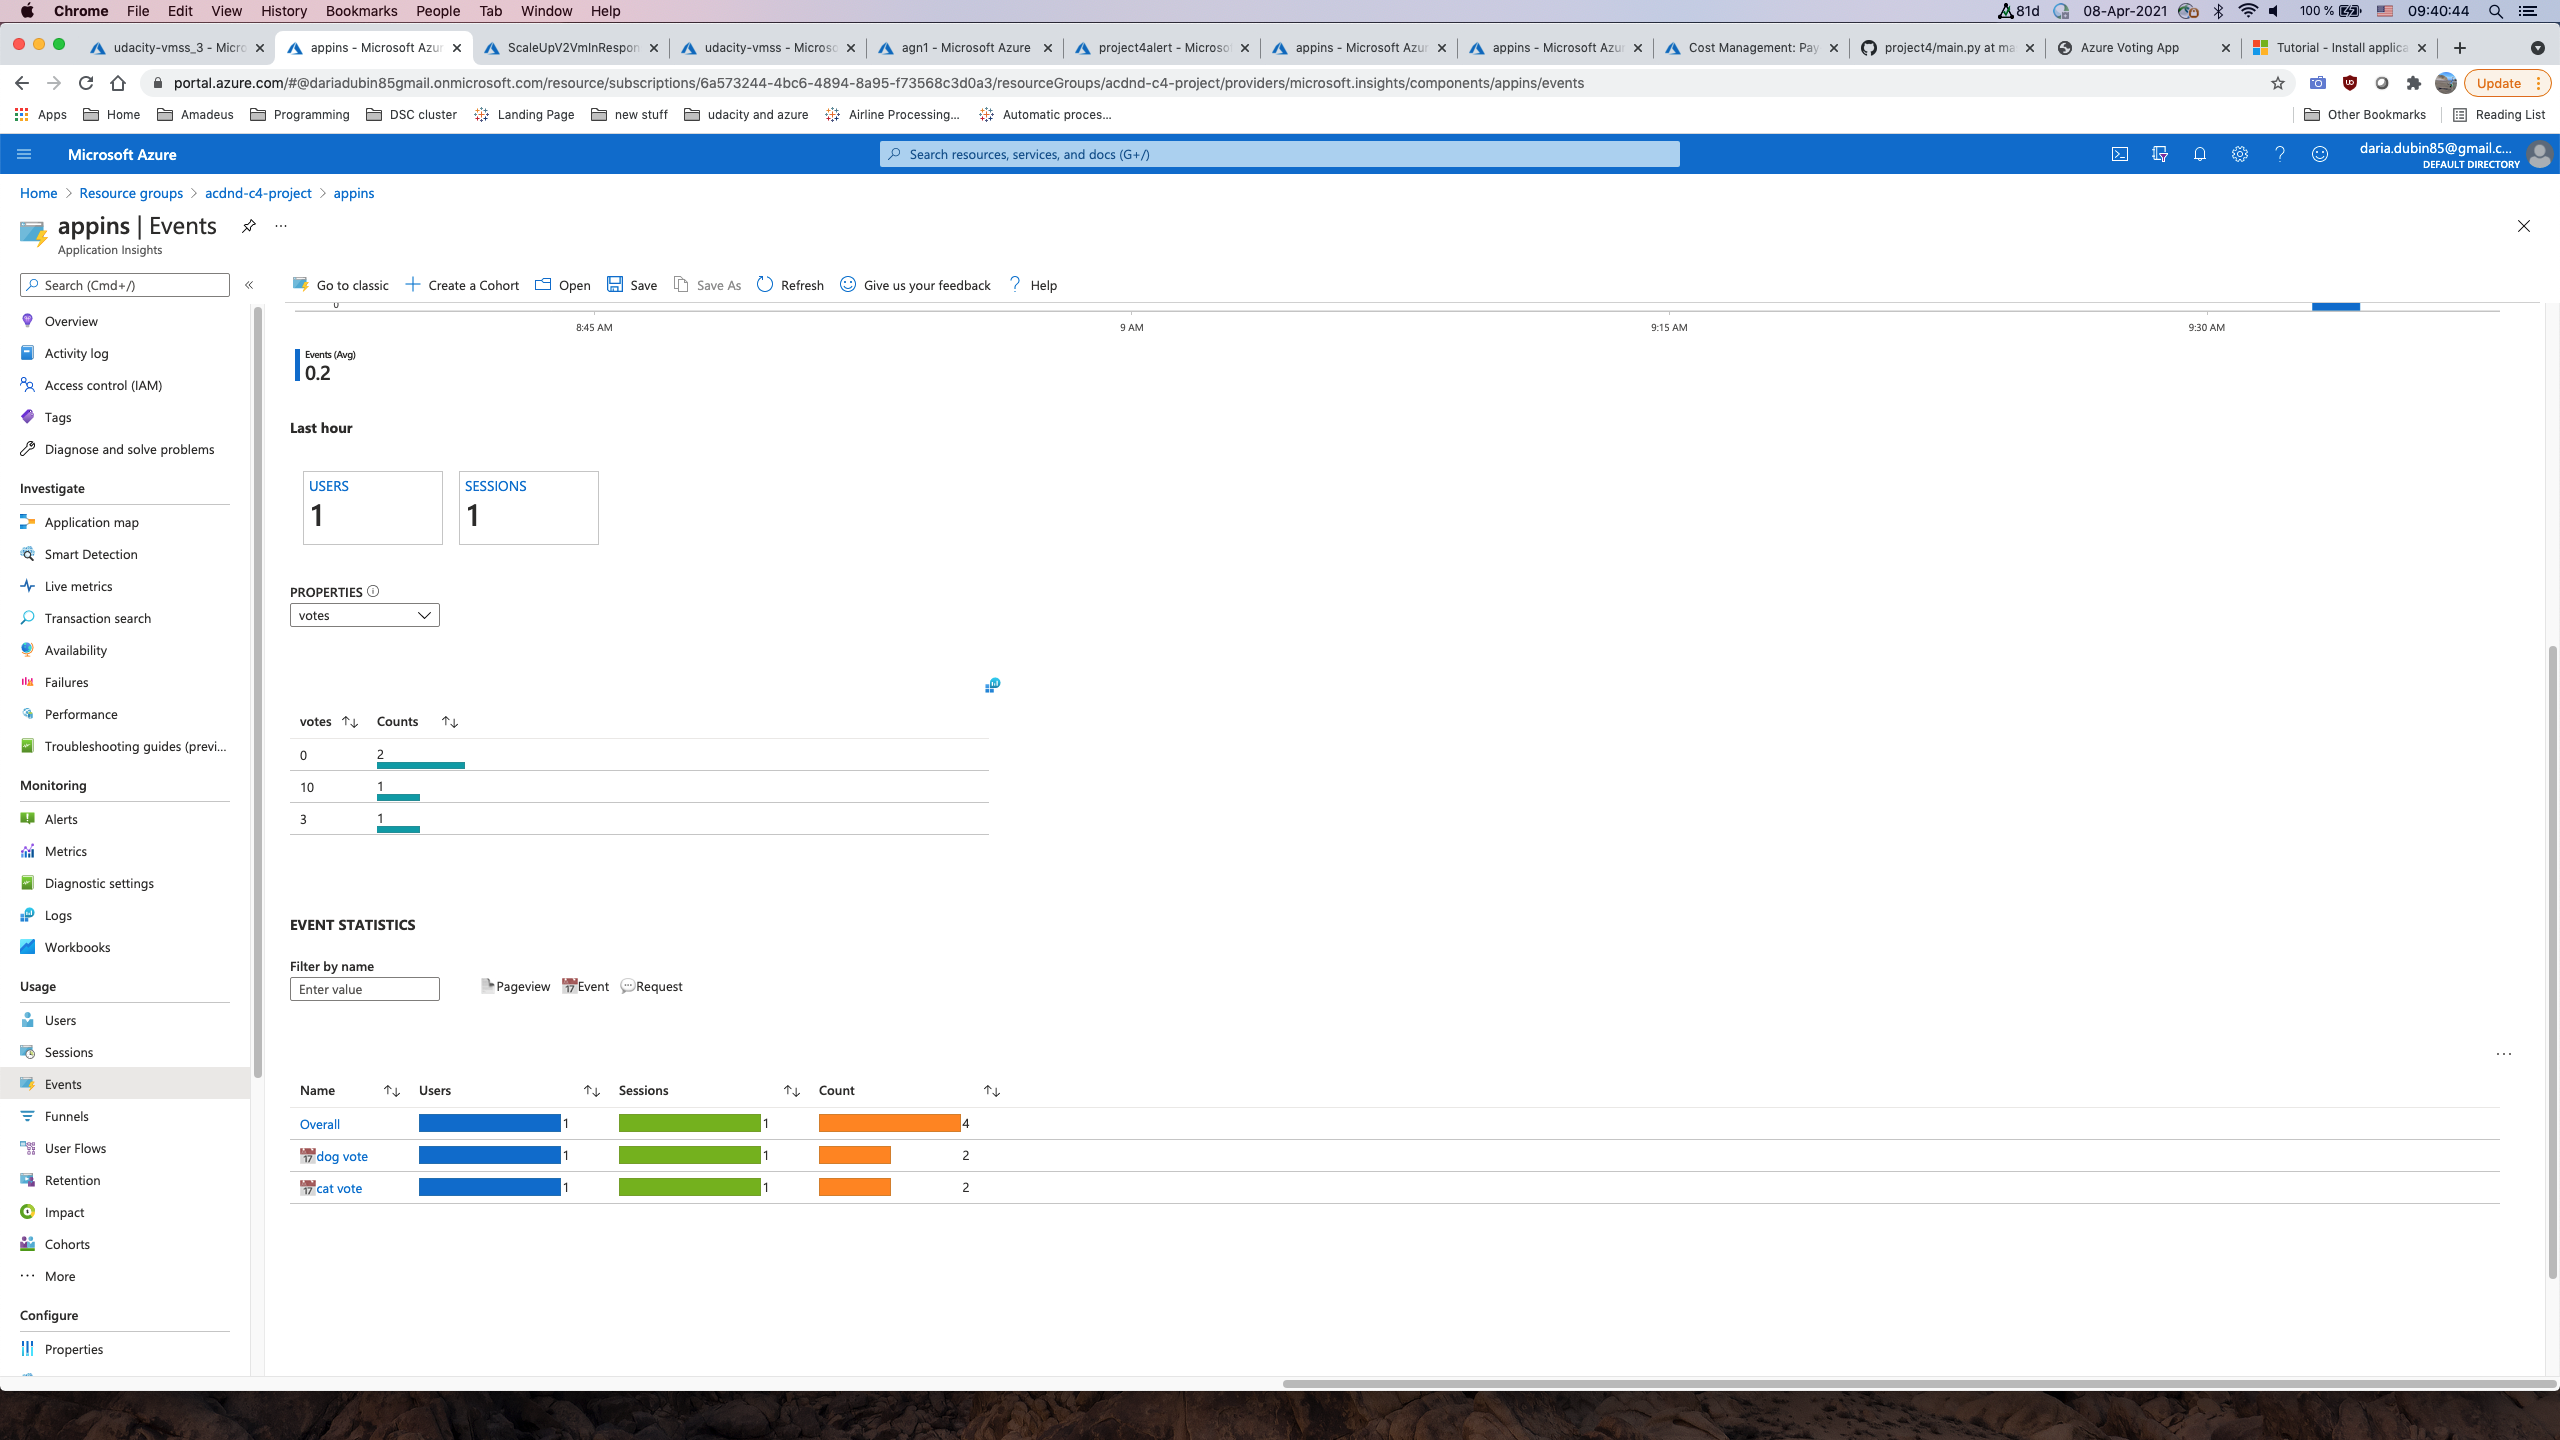 Chrome File Edit View History Bookmarks People Tab Window Help 81d 08-Apr-2021 100 % 09:40:44
udacity-vmss_3 - Micro appins - Microsoft Azur ScaleUpV2VmInRespon udacity-vmss - Microso agn1 - Microsoft Azure project4alert - Microso appins - Microsoft Azur appins - Microsoft Azu Cost Management: Pay project4/main.py at ma Azure Voting App Tutorial - Install applica
portal.azure.com/#@dariadubin85gmail.onmicrosoft.com/resource/subscriptions/6a573244-4bc6-4894-8a95-f73568c3d0a3/resourceGroups/acdnd-c4-project/providers/microsoft.insights/components/appins/events Update
Apps Home Amadeus Programming DSC cluster Landing Page new stuff udacity and azure Airline Processing... Automatic proces... Other Bookmarks Reading List
Microsoft Azure Search resources, services, and docs (G+/) daria.dubin85@gmail.c...
DEFAULT DIRECTORY
Home > Resource groups > acdnd-c4-project > appins
appins | Events ...
Application Insights
Search (Cmd+/) «
Go to classic Create a Cohort Open Save Save As Refresh Give us your feedback Help
Overview
Activity log
Access control (IAM)
Tags
Diagnose and solve problems
Investigate
Application map
Smart Detection
Live metrics
Transaction search
Availability
Failures
Performance
Troubleshooting guides (previ...
Monitoring
Alerts
Metrics
Diagnostic settings
Logs
Workbooks
Usage
Users
Sessions
Events
Funnels
User Flows
Retention
Impact
Cohorts
More
Configure
Properties
0
8:45 AM 9 AM 9:15 AM 9:30 AM
Events (Avg)
0.2
Last hour
USERS SESSIONS
1 1
PROPERTIES
votes
votes Counts
0 2
10 1
3 1
EVENT STATISTICS
Filter by name
Enter value Pageview Event Request
...
Name Users Sessions Count
Overall 1 1 4
dog vote 1 1 2
cat vote 1 1 2